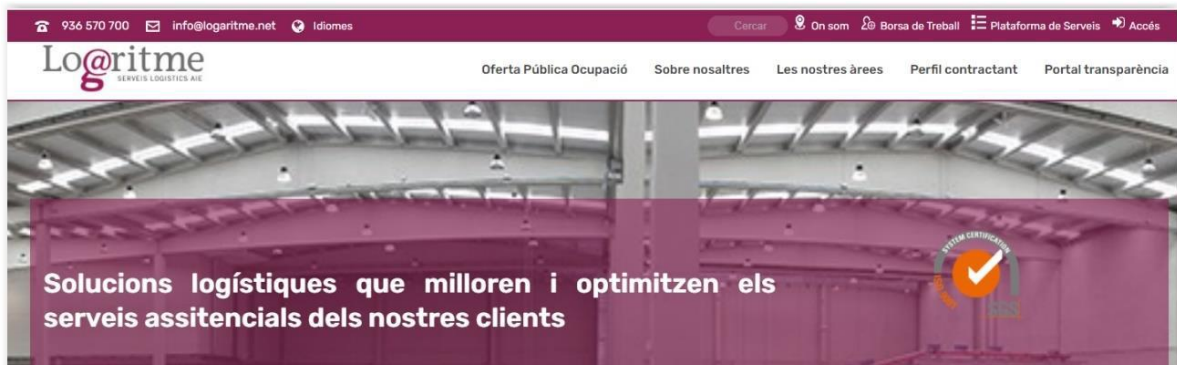 936 570 700 info@logaritme.net Idiomes Cercar On som Borsa de Treball Plataforma de Serveis Accés
Logaritme
SERVEIS LOGISTICS AIE
Oferta Pública Ocupació Sobre nosaltres Les nostres àrees Perfil contractant Portal transparència
SYSTEM CERTIFICATION
SGS
Solucions logístiques que milloren i optimitzen els
serveis assitencials dels nostres clients